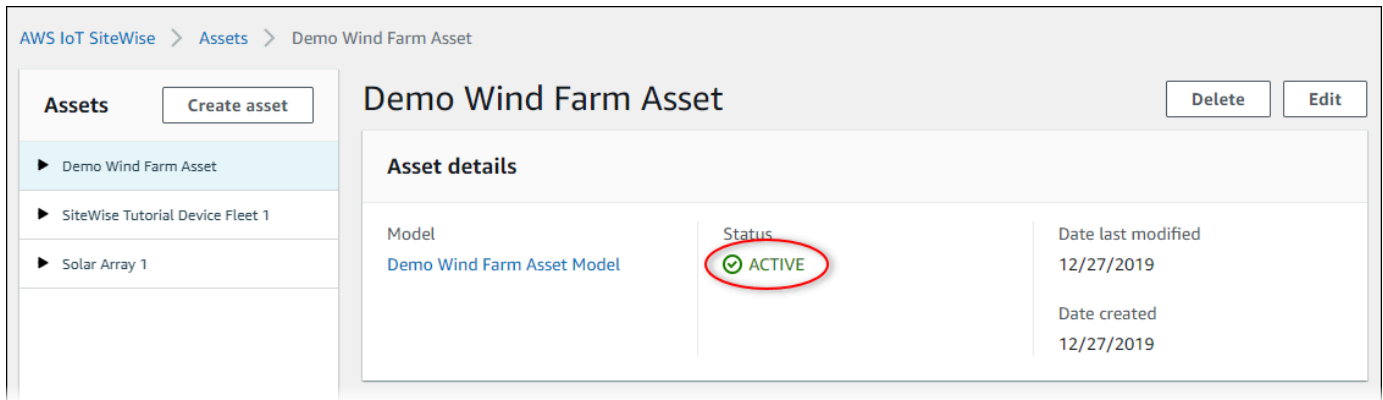 AWS IoT SiteWise > Assets > Demo Wind Farm Asset
Assets
Create asset
Demo Wind Farm Asset
SiteWise Tutorial Device Fleet 1
Solar Array 1
Demo Wind Farm Asset
Delete
Edit
Asset details
Model
Demo Wind Farm Asset Model
Status
ACTIVE
Date last modified
12/27/2019
Date created
12/27/2019